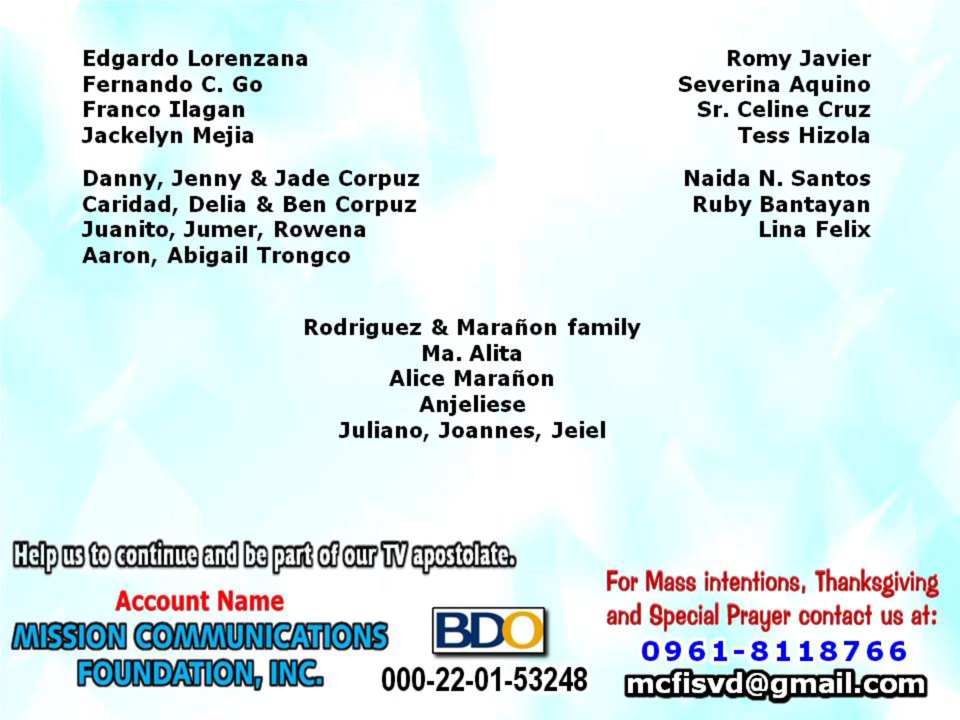 Edgardo Lorenzana
Fernando C. Go
Franco Ilagan
Jackelyn Mejia
Danny, Jenny & Jade Corpuz
Caridad, Delia & Ben Corpuz
Juanito, Jumer, Rowena
Aaron, Abigail Trongco
Romy Javier
Severina Aquino
Sr. Celine Cruz
Tess Hizola
Naida N. Santos
Ruby Bantayan
Lina Felix
Rodriguez & Marañon family
Ma. Alita
Alice Marañon
Anjeliese
Juliano, Joannes, Jeiel
Help us to continue and be part of our TV apostolate.
Account Name
MISSION COMMUNICATIONS
FOUNDATION, INC.
BDO
000-22-01-53248
For Mass intentions, Thanksgiving
and Special Prayer contact us at:
0961-8118766
mcfisvd@gmail.com